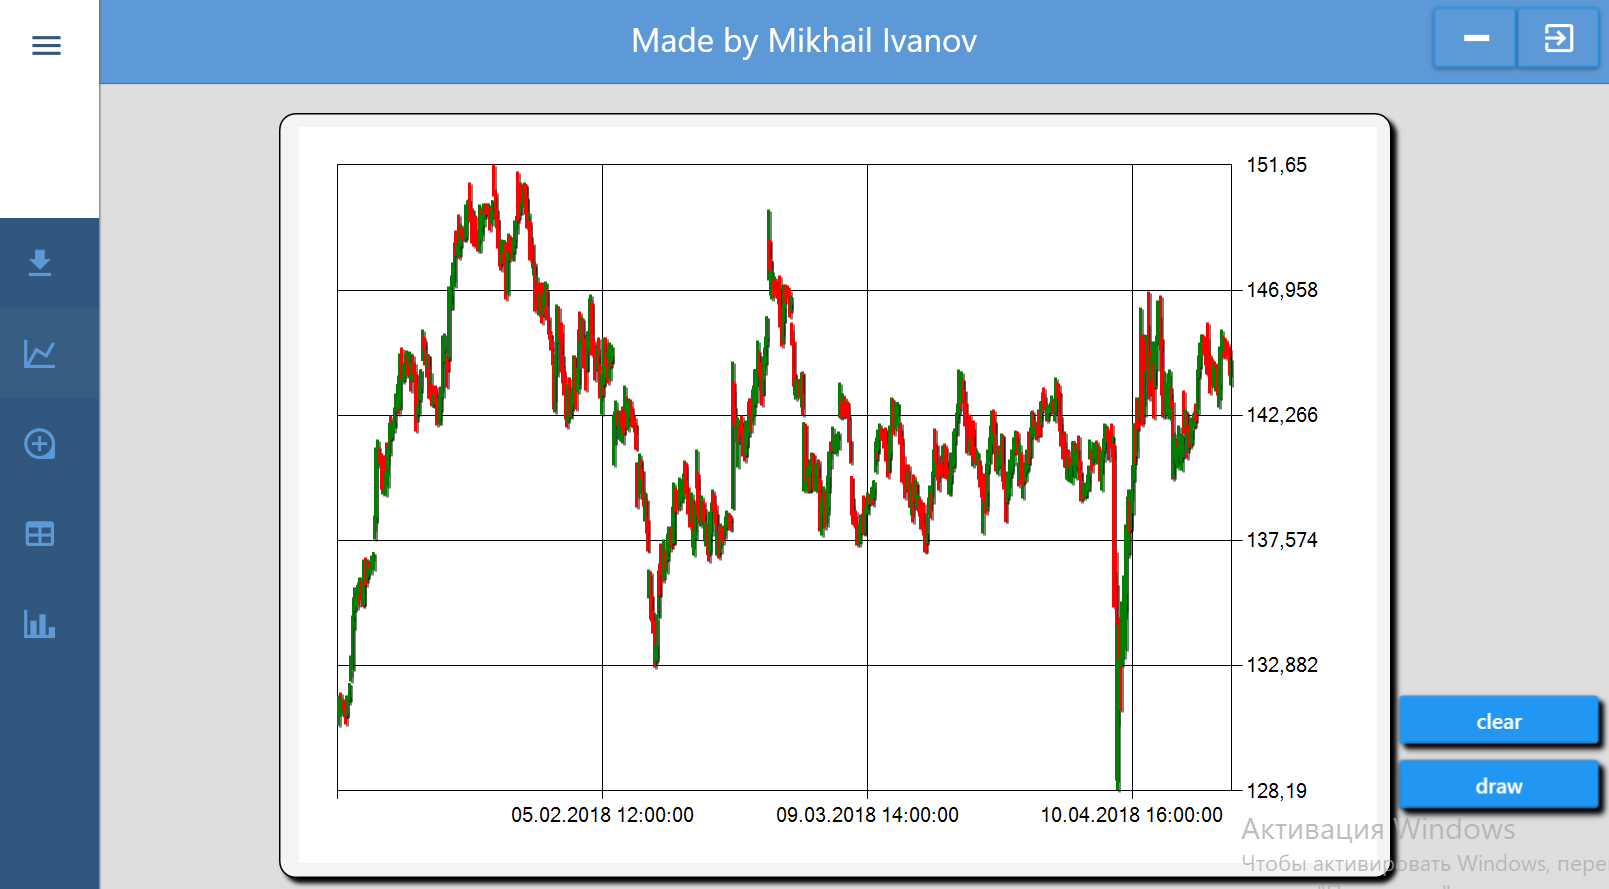 Made by Mikhail Ivanov
151,65
146,958
142,266
137,574
132,882
128,19
05.02.2018 12:00:00
09.03.2018 14:00:00
10.04.2018 16:00:00
clear
draw
Активация Windows
Чтобы активировать Windows, пере